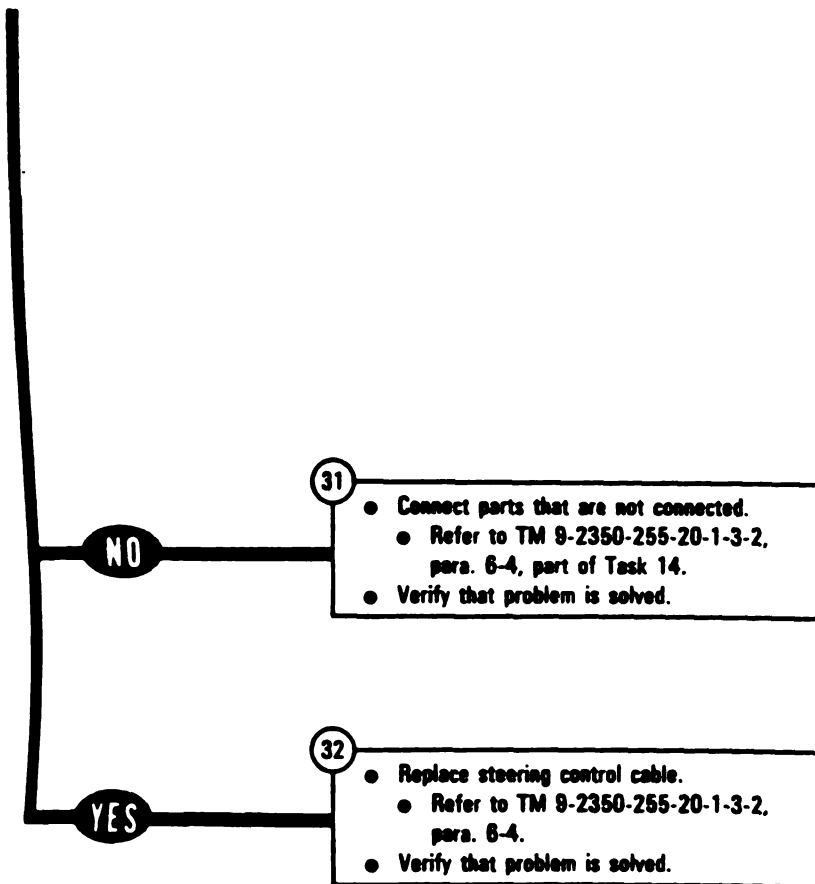 31
● Connect parts that are not connected.
● Refer to TM 9-2350-255-20-1-3-2,
para. 6-4, part of Task 14.
● Verify that problem is solved.
NO
32
● Replace steering control cable.
● Refer to TM 9-2350-255-20-1-3-2,
para. 6-4.
● Verify that problem is solved.
YES